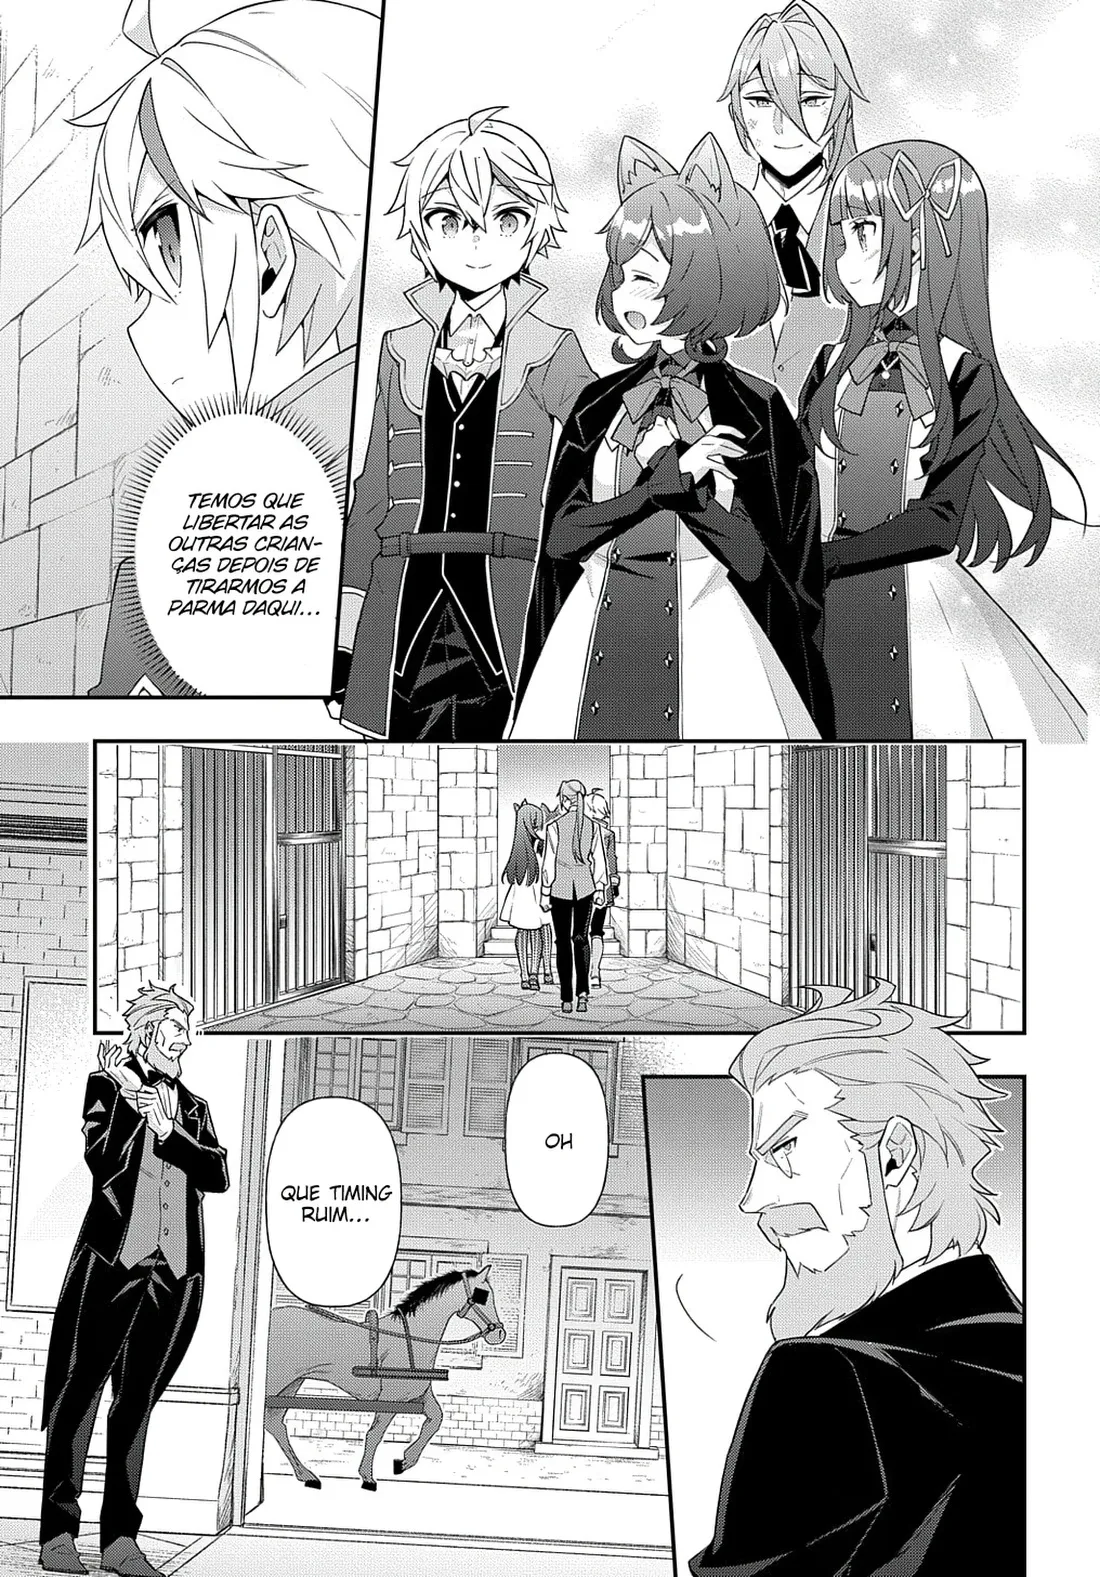 TEMOS QUE
LIBERTAR AS
OUTRAS CRIAN-
ÇAS DEPOIS DE
TIRARMOS A
PARMA DAQUI...
OH
QUE TIMING
RUIM...